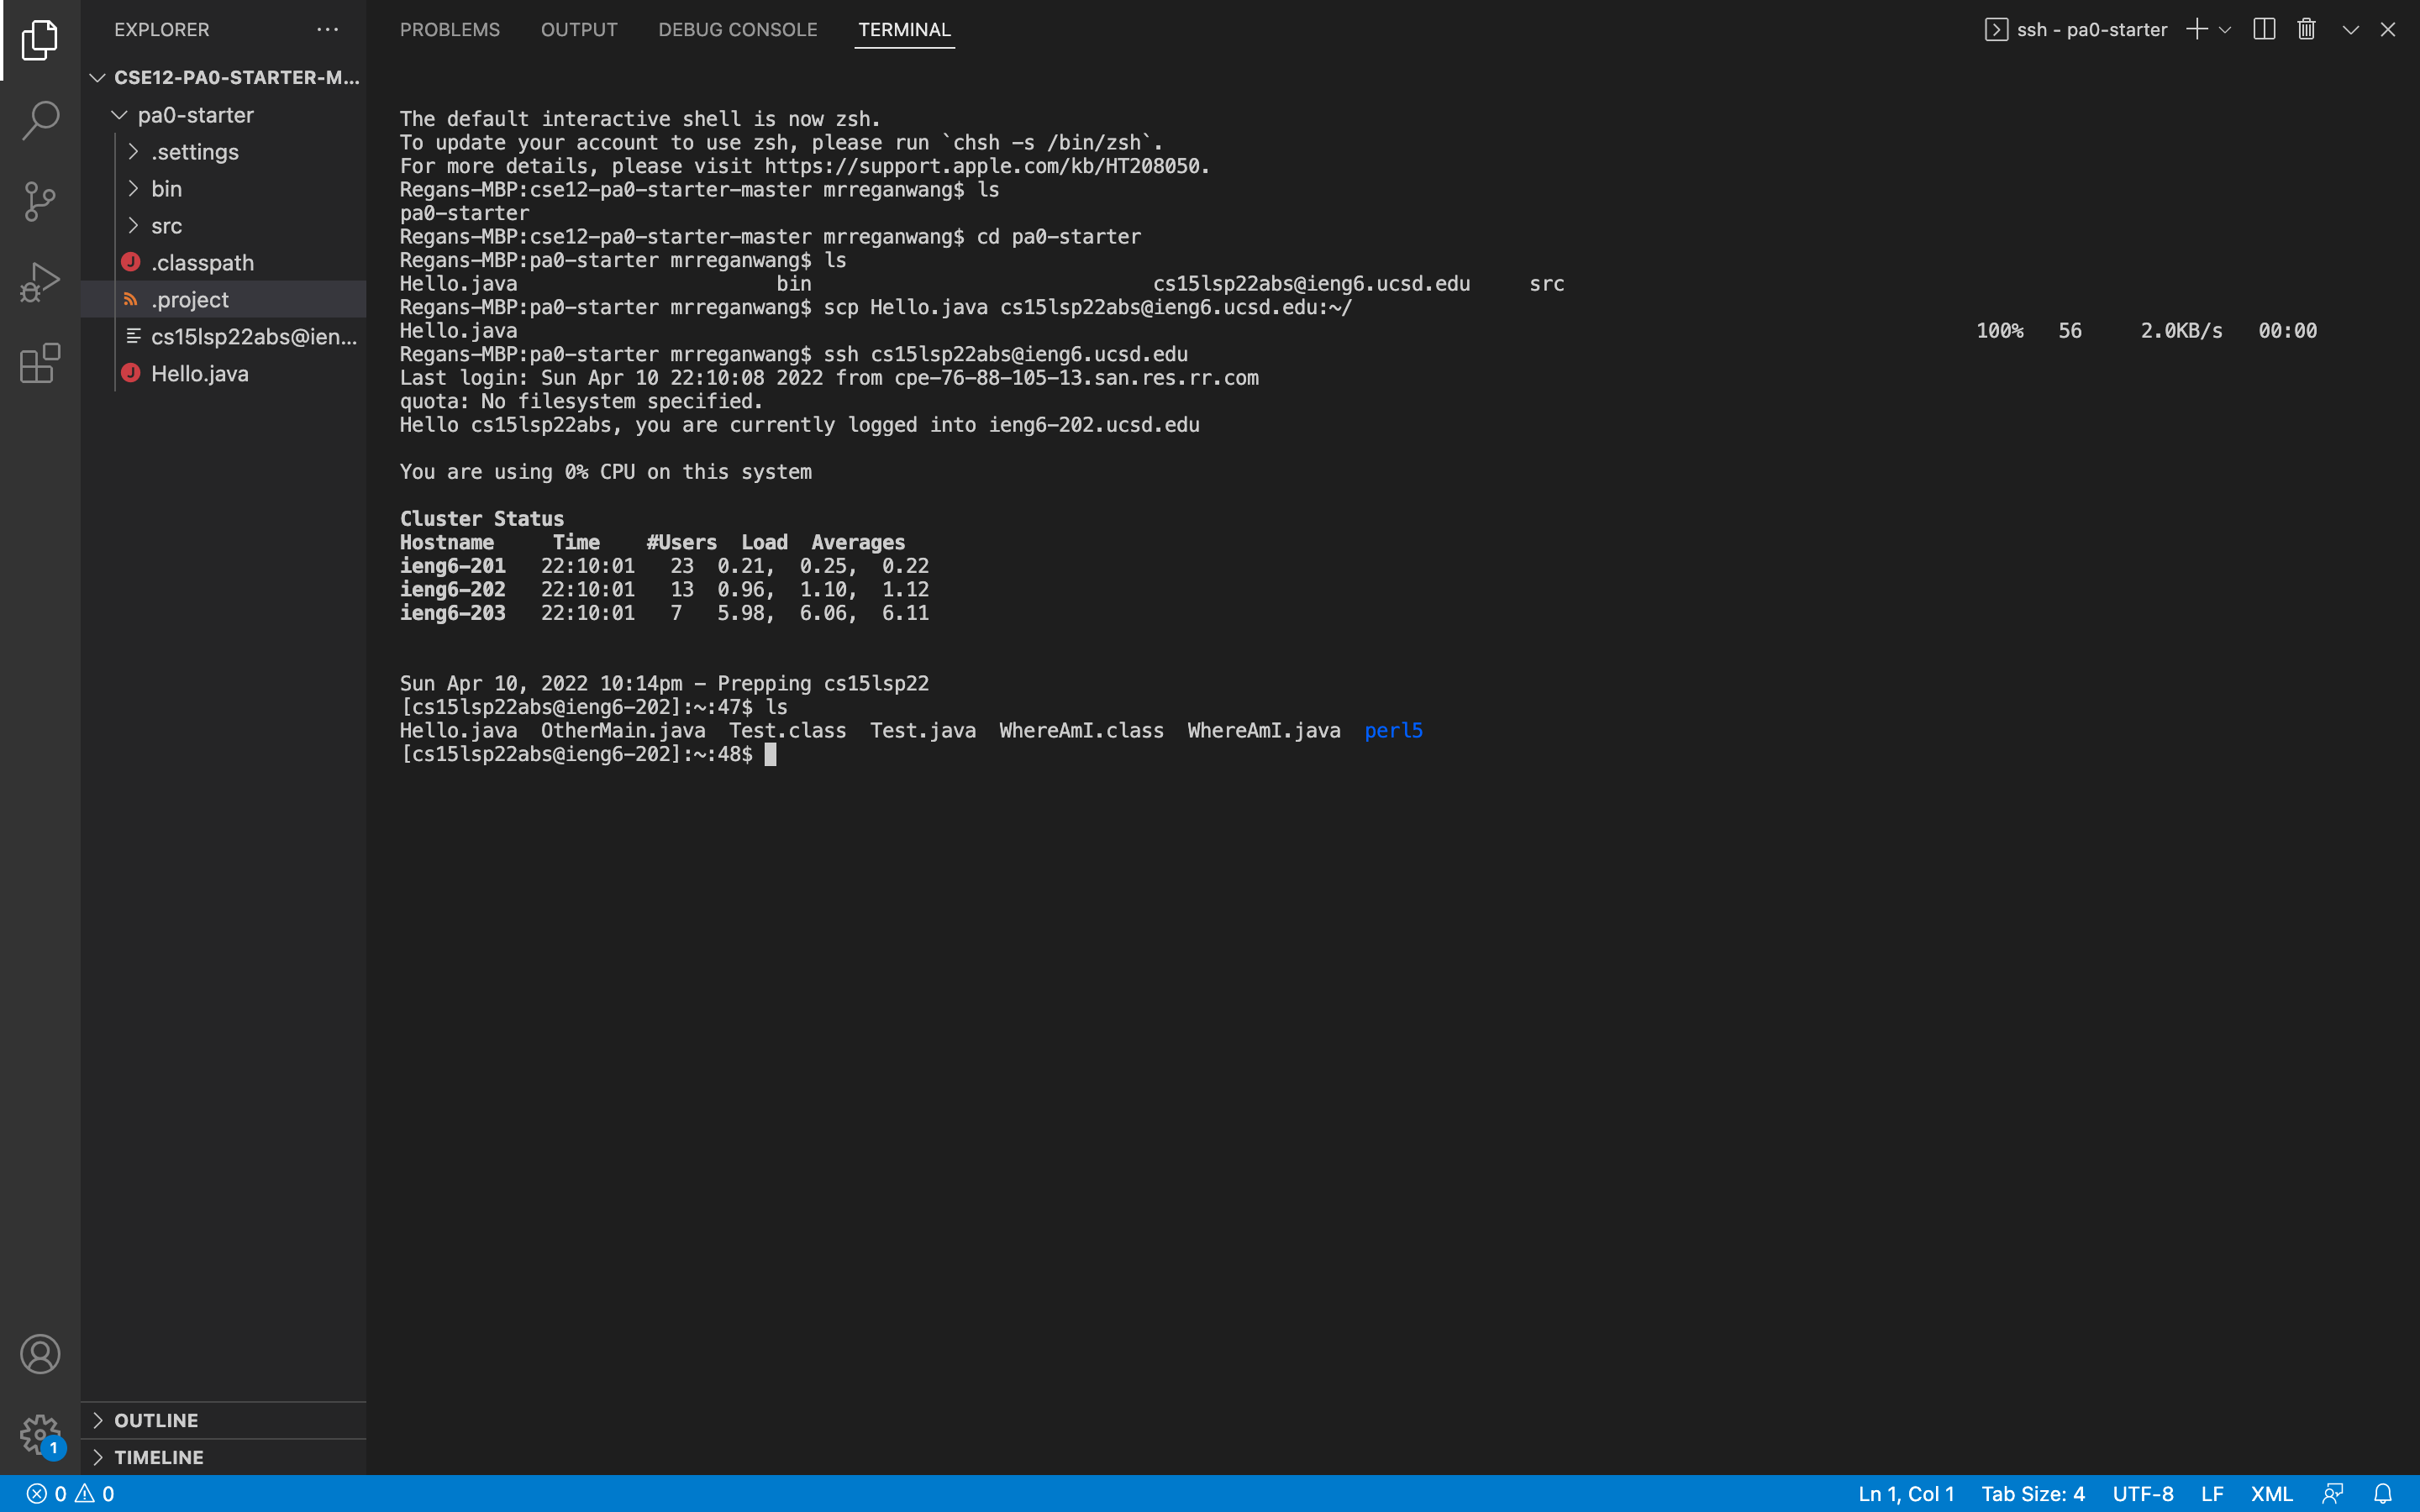 EXPLORER
CSE12-PA0-STARTER-M...
pa0-starter
.settings
bin
src
.classpath
.project
cs15lsp22abs@ien...
Hello.java
OUTLINE
TIMELINE
1
PROBLEMS OUTPUT DEBUG CONSOLE TERMINAL
ssh - pa0-starter
The default interactive shell is now zsh.
To update your account to use zsh, please run `chsh -s /bin/zsh`.
For more details, please visit https://support.apple.com/kb/HT208050.
Regans-MBP:cse12-pa0-starter-master mrreganwang$ ls
pa0-starter
Regans-MBP:cse12-pa0-starter-master mrreganwang$ cd pa0-starter
Regans-MBP:pa0-starter mrreganwang$ ls
Hello.java bin cs15lsp22abs@ieng6.ucsd.edu src
Regans-MBP:pa0-starter mrreganwang$ scp Hello.java cs15lsp22abs@ieng6.ucsd.edu:~/
Hello.java 100% 56 2.0KB/s 00:00
Regans-MBP:pa0-starter mrreganwang$ ssh cs15lsp22abs@ieng6.ucsd.edu
Last login: Sun Apr 10 22:10:08 2022 from cpe-76-88-105-13.san.res.rr.com
quota: No filesystem specified.
Hello cs15lsp22abs, you are currently logged into ieng6-202.ucsd.edu
You are using 0% CPU on this system
Cluster Status
Hostname Time #Users Load Averages
ieng6-201 22:10:01 23 0.21, 0.25, 0.22
ieng6-202 22:10:01 13 0.96, 1.10, 1.12
ieng6-203 22:10:01 7 5.98, 6.06, 6.11
Sun Apr 10, 2022 10:14pm - Prepping cs15lsp22
[cs15lsp22abs@ieng6-202]:~:47$ ls
Hello.java OtherMain.java Test.class Test.java WhereAmI.class WhereAmI.java perl5
[cs15lsp22abs@ieng6-202]:~:48$
0 0 Ln 1, Col 1 Tab Size: 4 UTF-8 LF XML